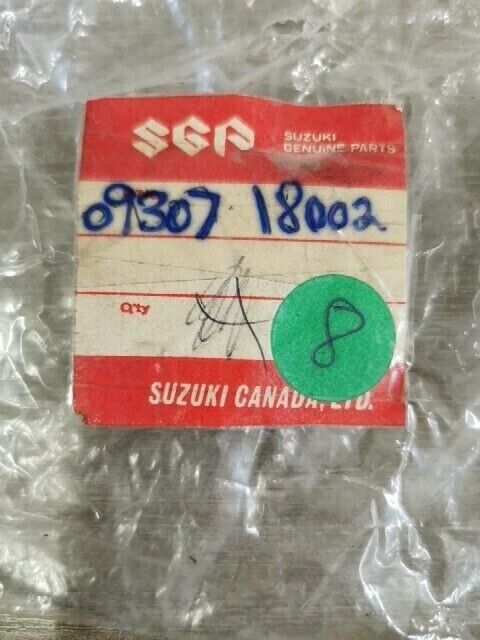 SGP SUZUKI
GENUINE PARTS
09307 18002
Qty
8
SUZUKI CANADA, LTD.